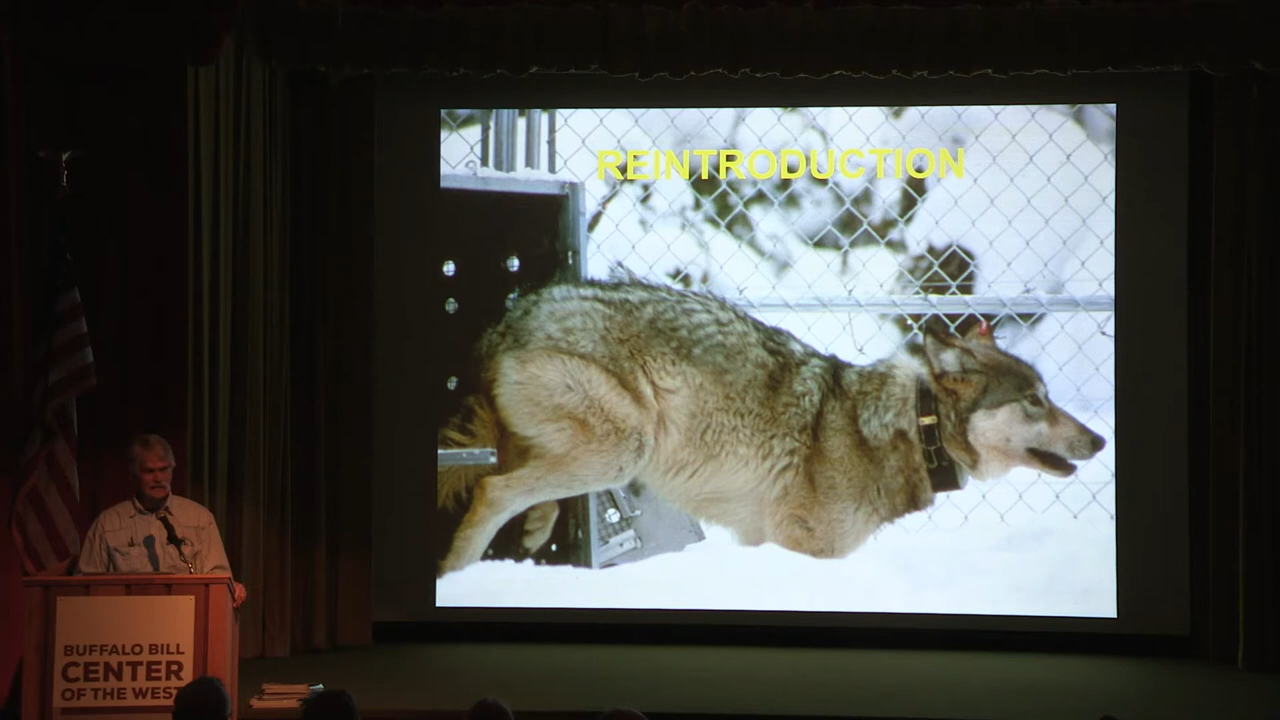 REINTRODUCTION
BUFFALO BILL
CENTER
OF THE WEST